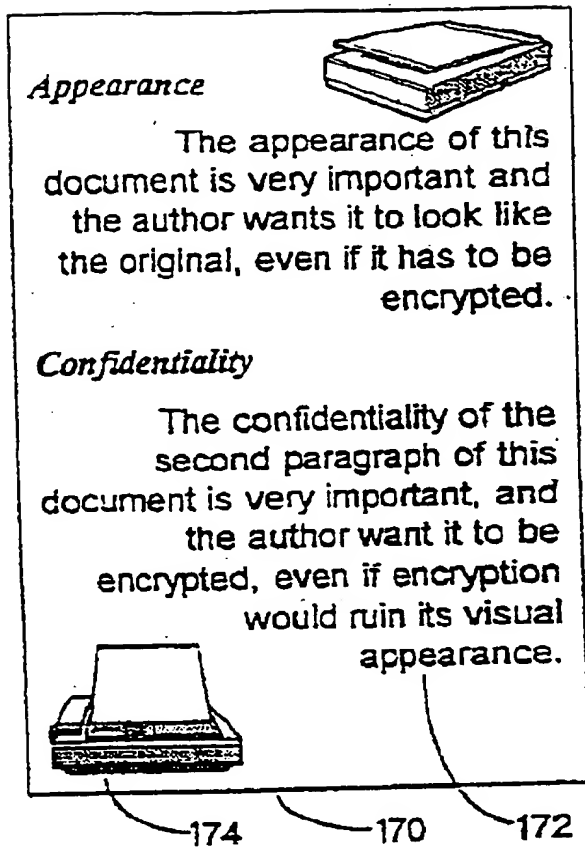 Appearance
The appearance of this
document is very important and
the author wants it to look like
the original, even if it has to be
encrypted.
Confidentiality
The confidentiality of the
second paragraph of this
document is very important, and
the author want it to be
encrypted, even if encryption
would ruin its visual
appearance.
174
170
172